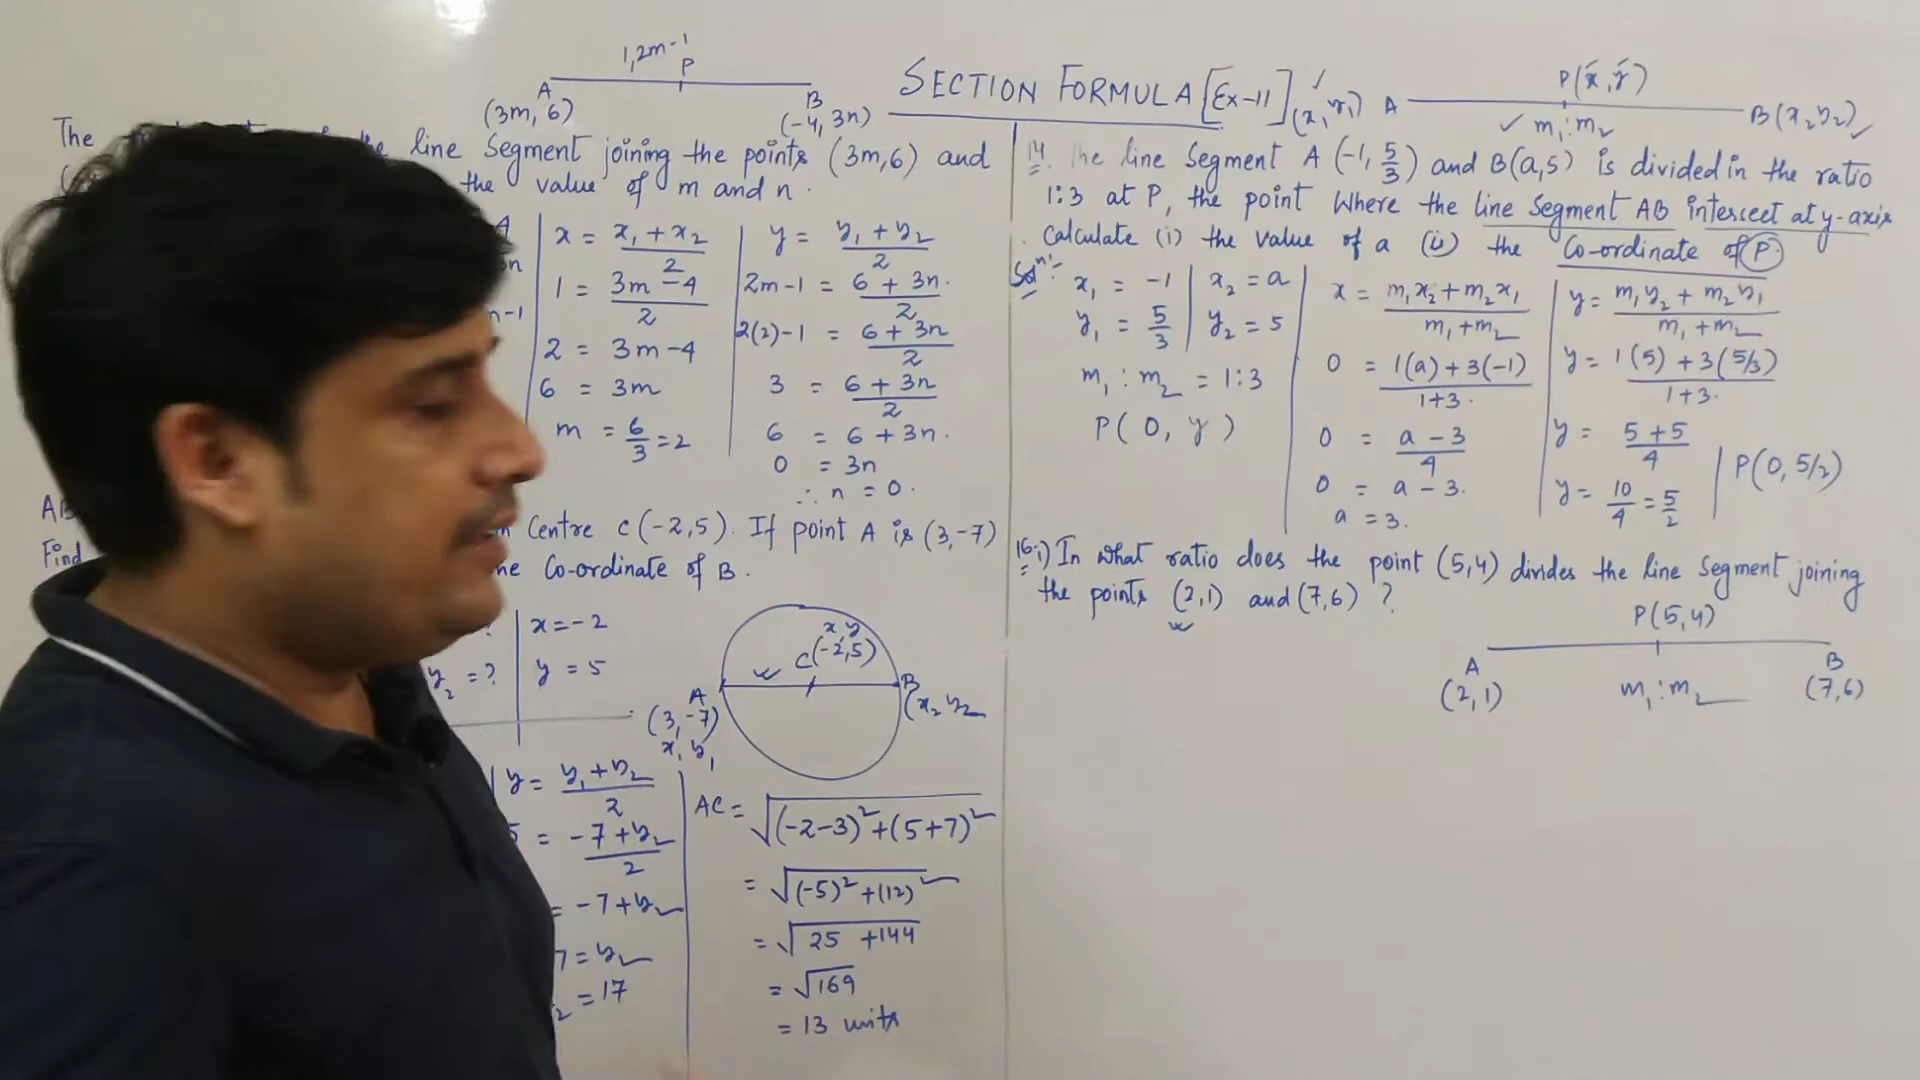 SECTION FORMULA [Ex-11]
1, 2m-1
P
A
(3m, 6)
B
(-4, 3n)
The
line Segment joining the points (3m,6) and
the value of m and n.
x = x₁ + x₂ / 2
1 = 3m - 4 / 2
2 = 3m-4
6 = 3m
m = 6/3 = 2
y = y₁ + y₂ / 2
2m-1 = 6 + 3n. / 2
2(2)-1 = 6 + 3n / 2
3 = 6 + 3n / 2
6 = 6 + 3n.
0 = 3n
∴ n = 0.
AB
Centre C(-2,5). If point A is (3,-7)
Find
Co-ordinate of B.
y₂ = ?
x = -2
y = 5
x, y
C(-2,5)
A
(3,-7)
x, y₁
B
(x₂ y₂
y = y₁ + y₂ / 2
5 = -7 + y₂ / 2
= -7 + y₂
7 = y₂
= 17
AC = √(-2-3)² + (5+7)²
= √(-5)² + (12)²
= √25 + 144
= √169
= 13 units
P(x, y)
(x, y₁) A
m₁ : m₂
B(x₂ y₂)
14. The line Segment A (-1, 5/3) and B(a,5) is divided in the ratio
1:3 at P, the point Where the line Segment AB intersect at y-axis
Calculate (i) the value of a (ii) the Co-ordinate of P.
Solⁿ:-
x₁ = -1
y₁ = 5/3
x₂ = a
y₂ = 5
m₁ : m₂ = 1:3
P( 0, y )
x = m₁x₂ + m₂x₁ / m₁ + m₂
0 = 1(a) + 3(-1) / 1+3.
0 = a - 3 / 4
0 = a - 3.
a = 3.
y = m₁y₂ + m₂y₁ / m₁ + m₂
y = 1(5) + 3(5/3) / 1+3.
y = 5+5 / 4
y = 10/4 = 5/2
P(0, 5/2)
16. i) In what ratio does the point (5,4) divides the line Segment joining
the points (2,1) and (7,6) ?
P(5,4)
A
(2,1)
m₁ : m₂
B
(7,6)